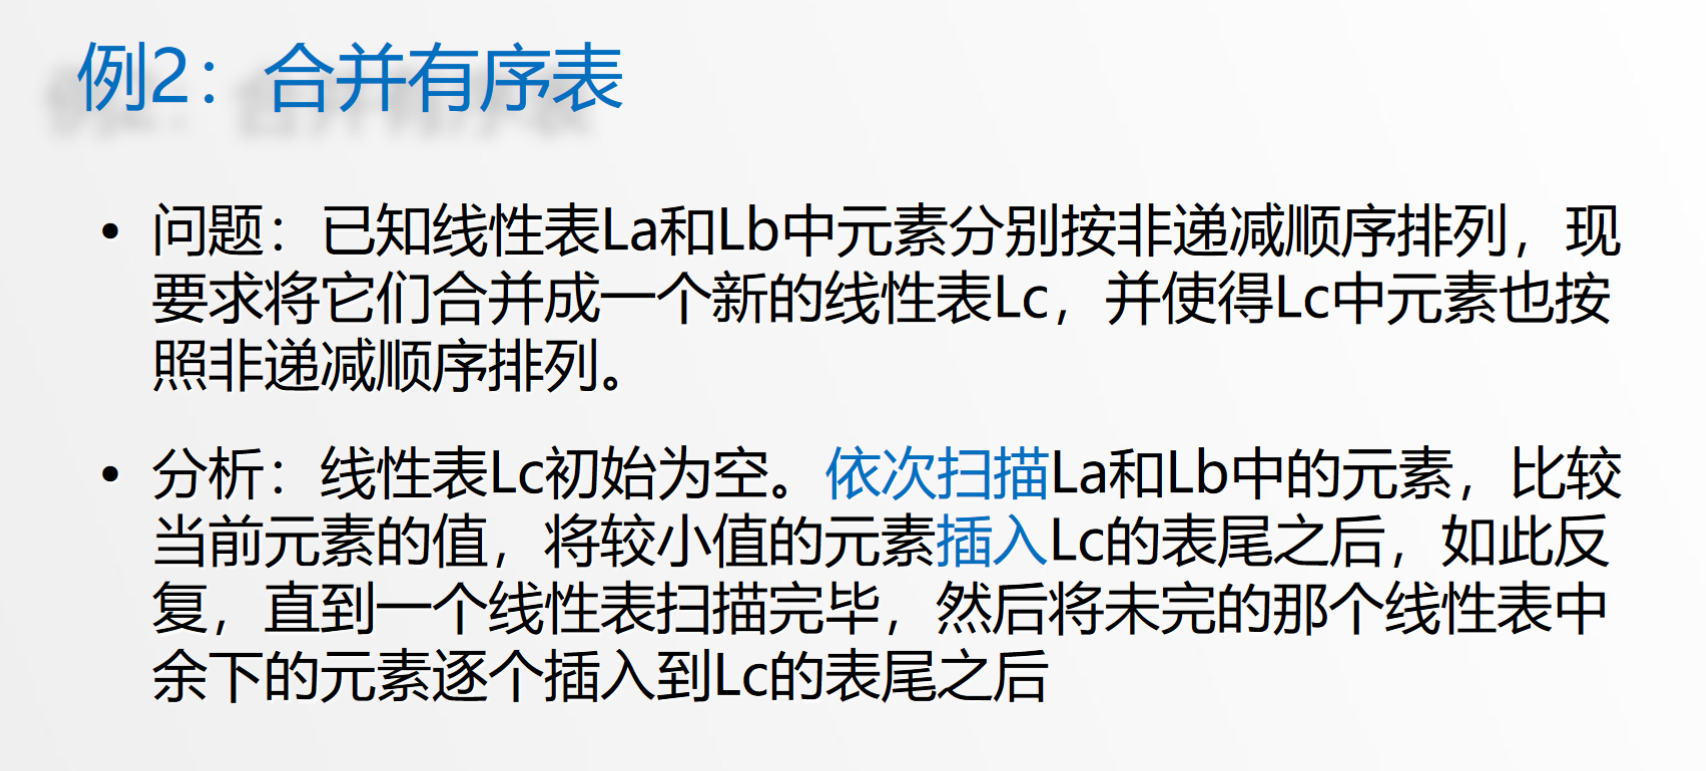 例2：合并有序表
• 问题：已知线性表La和Lb中元素分别按非递减顺序排列，现
要求将它们合并成一个新的线性表Lc，并使得Lc中元素也按
照非递减顺序排列。
• 分析：线性表Lc初始为空。依次扫描La和Lb中的元素，比较
当前元素的值，将较小值的元素插入Lc的表尾之后，如此反
复，直到一个线性表扫描完毕，然后将未完的那个线性表中
余下的元素逐个插入到Lc的表尾之后